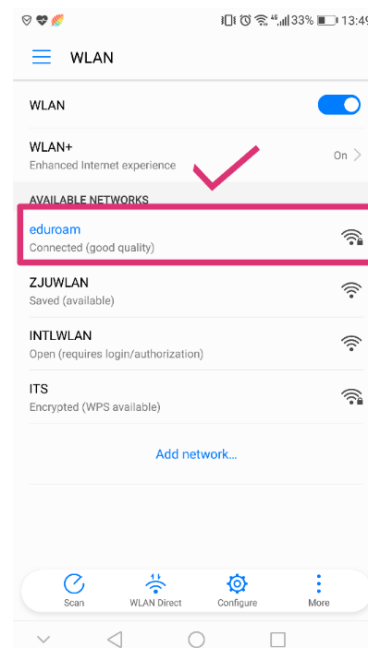 33% 13:49
WLAN
WLAN
WLAN+
Enhanced Internet experience
On
AVAILABLE NETWORKS
eduroam
Connected (good quality)
ZJUWLAN
Saved (available)
INTLWLAN
Open (requires login/authorization)
ITS
Encrypted (WPS available)
Add network...
Scan WLAN Direct Configure More